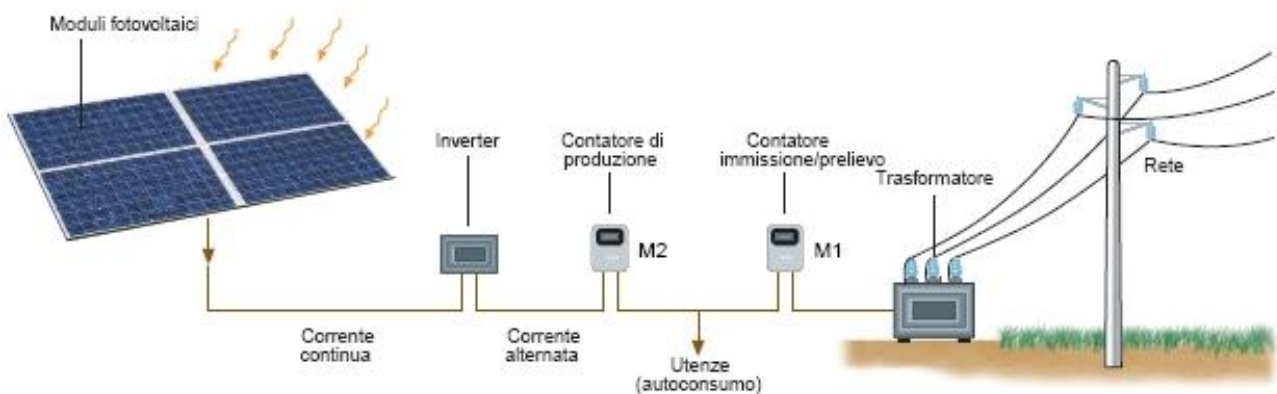 Moduli fotovoltaici
Inverter
Contatore di
produzione
Contatore
immissione/prelievo
Trasformatore
Rete
M2
M1
Corrente
continua
Corrente
alternata
Utenze
(autoconsumo)